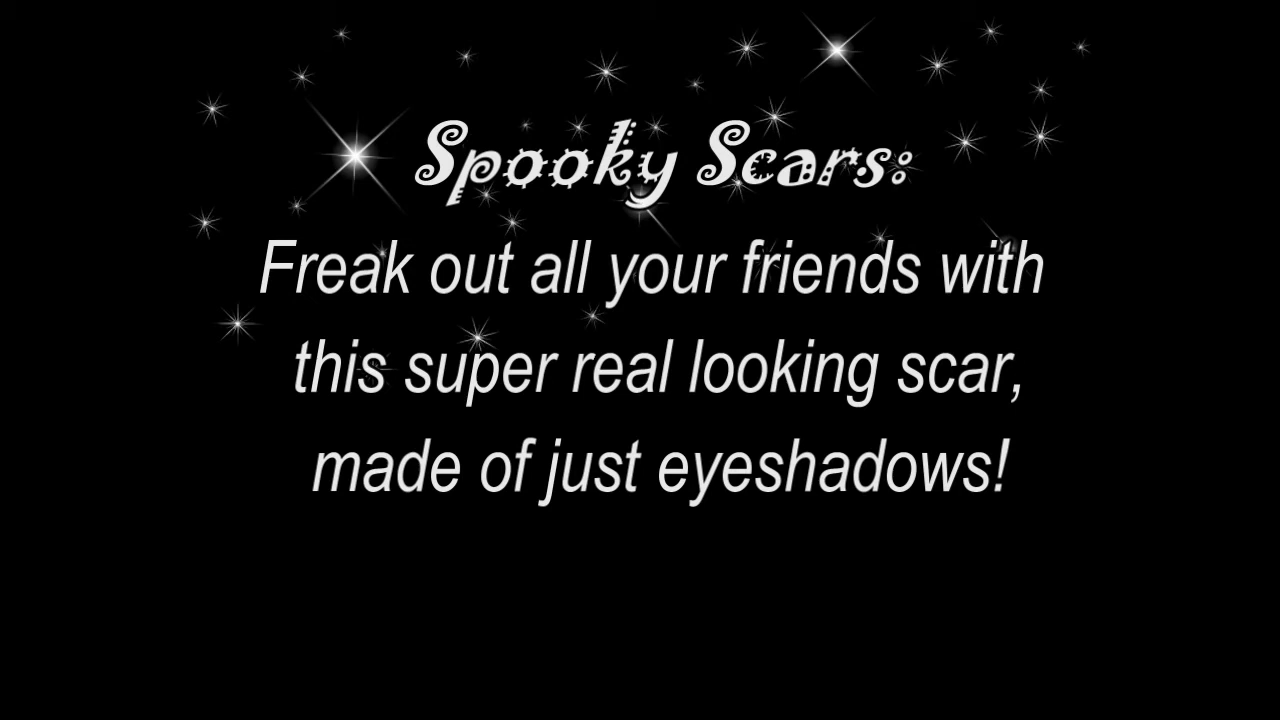 Spooky Scars:
Freak out all your friends with
this super real looking scar,
made of just eyeshadows!